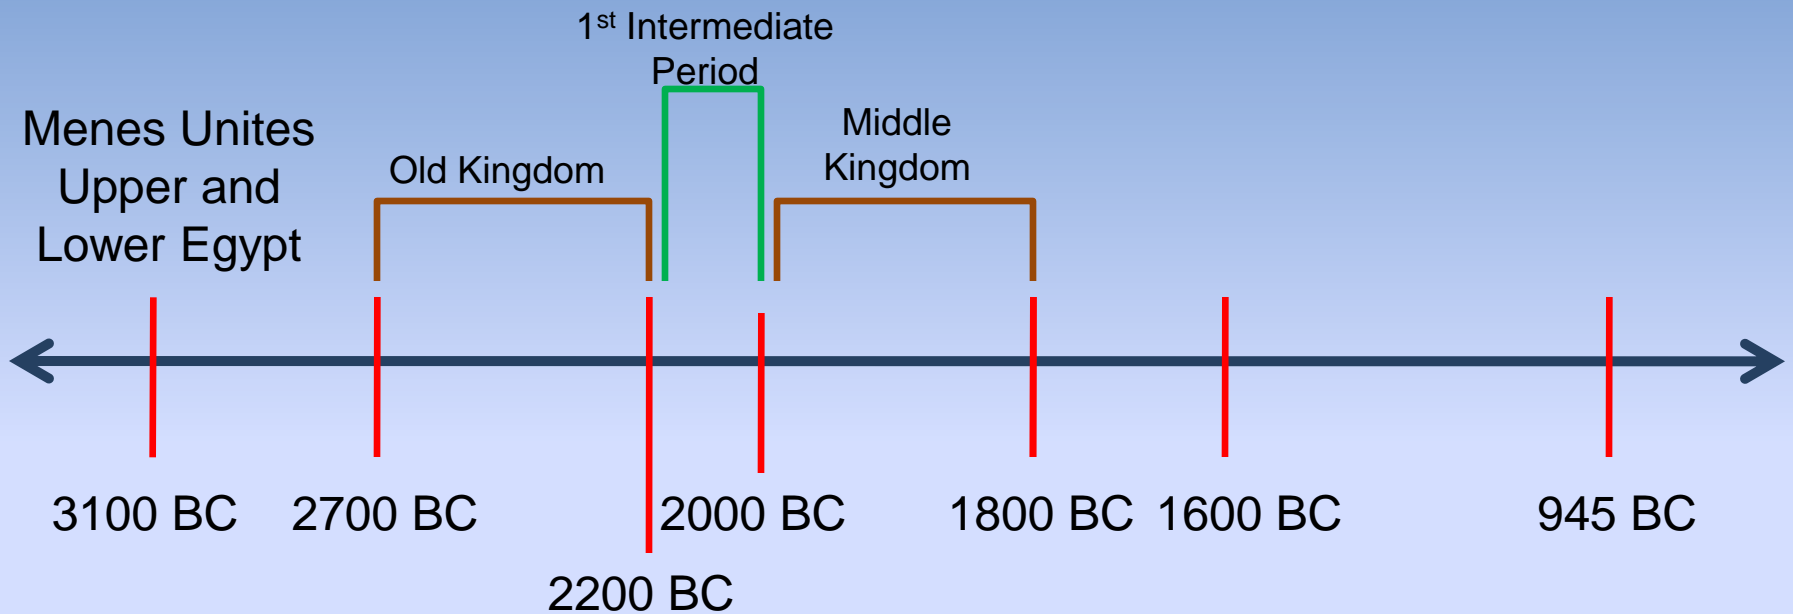 1st Intermediate
Period
Menes Unites
Upper and
Lower Egypt
Old Kingdom
Middle
Kingdom
3100 BC
2700 BC
2200 BC
2000 BC
1800 BC
1600 BC
945 BC